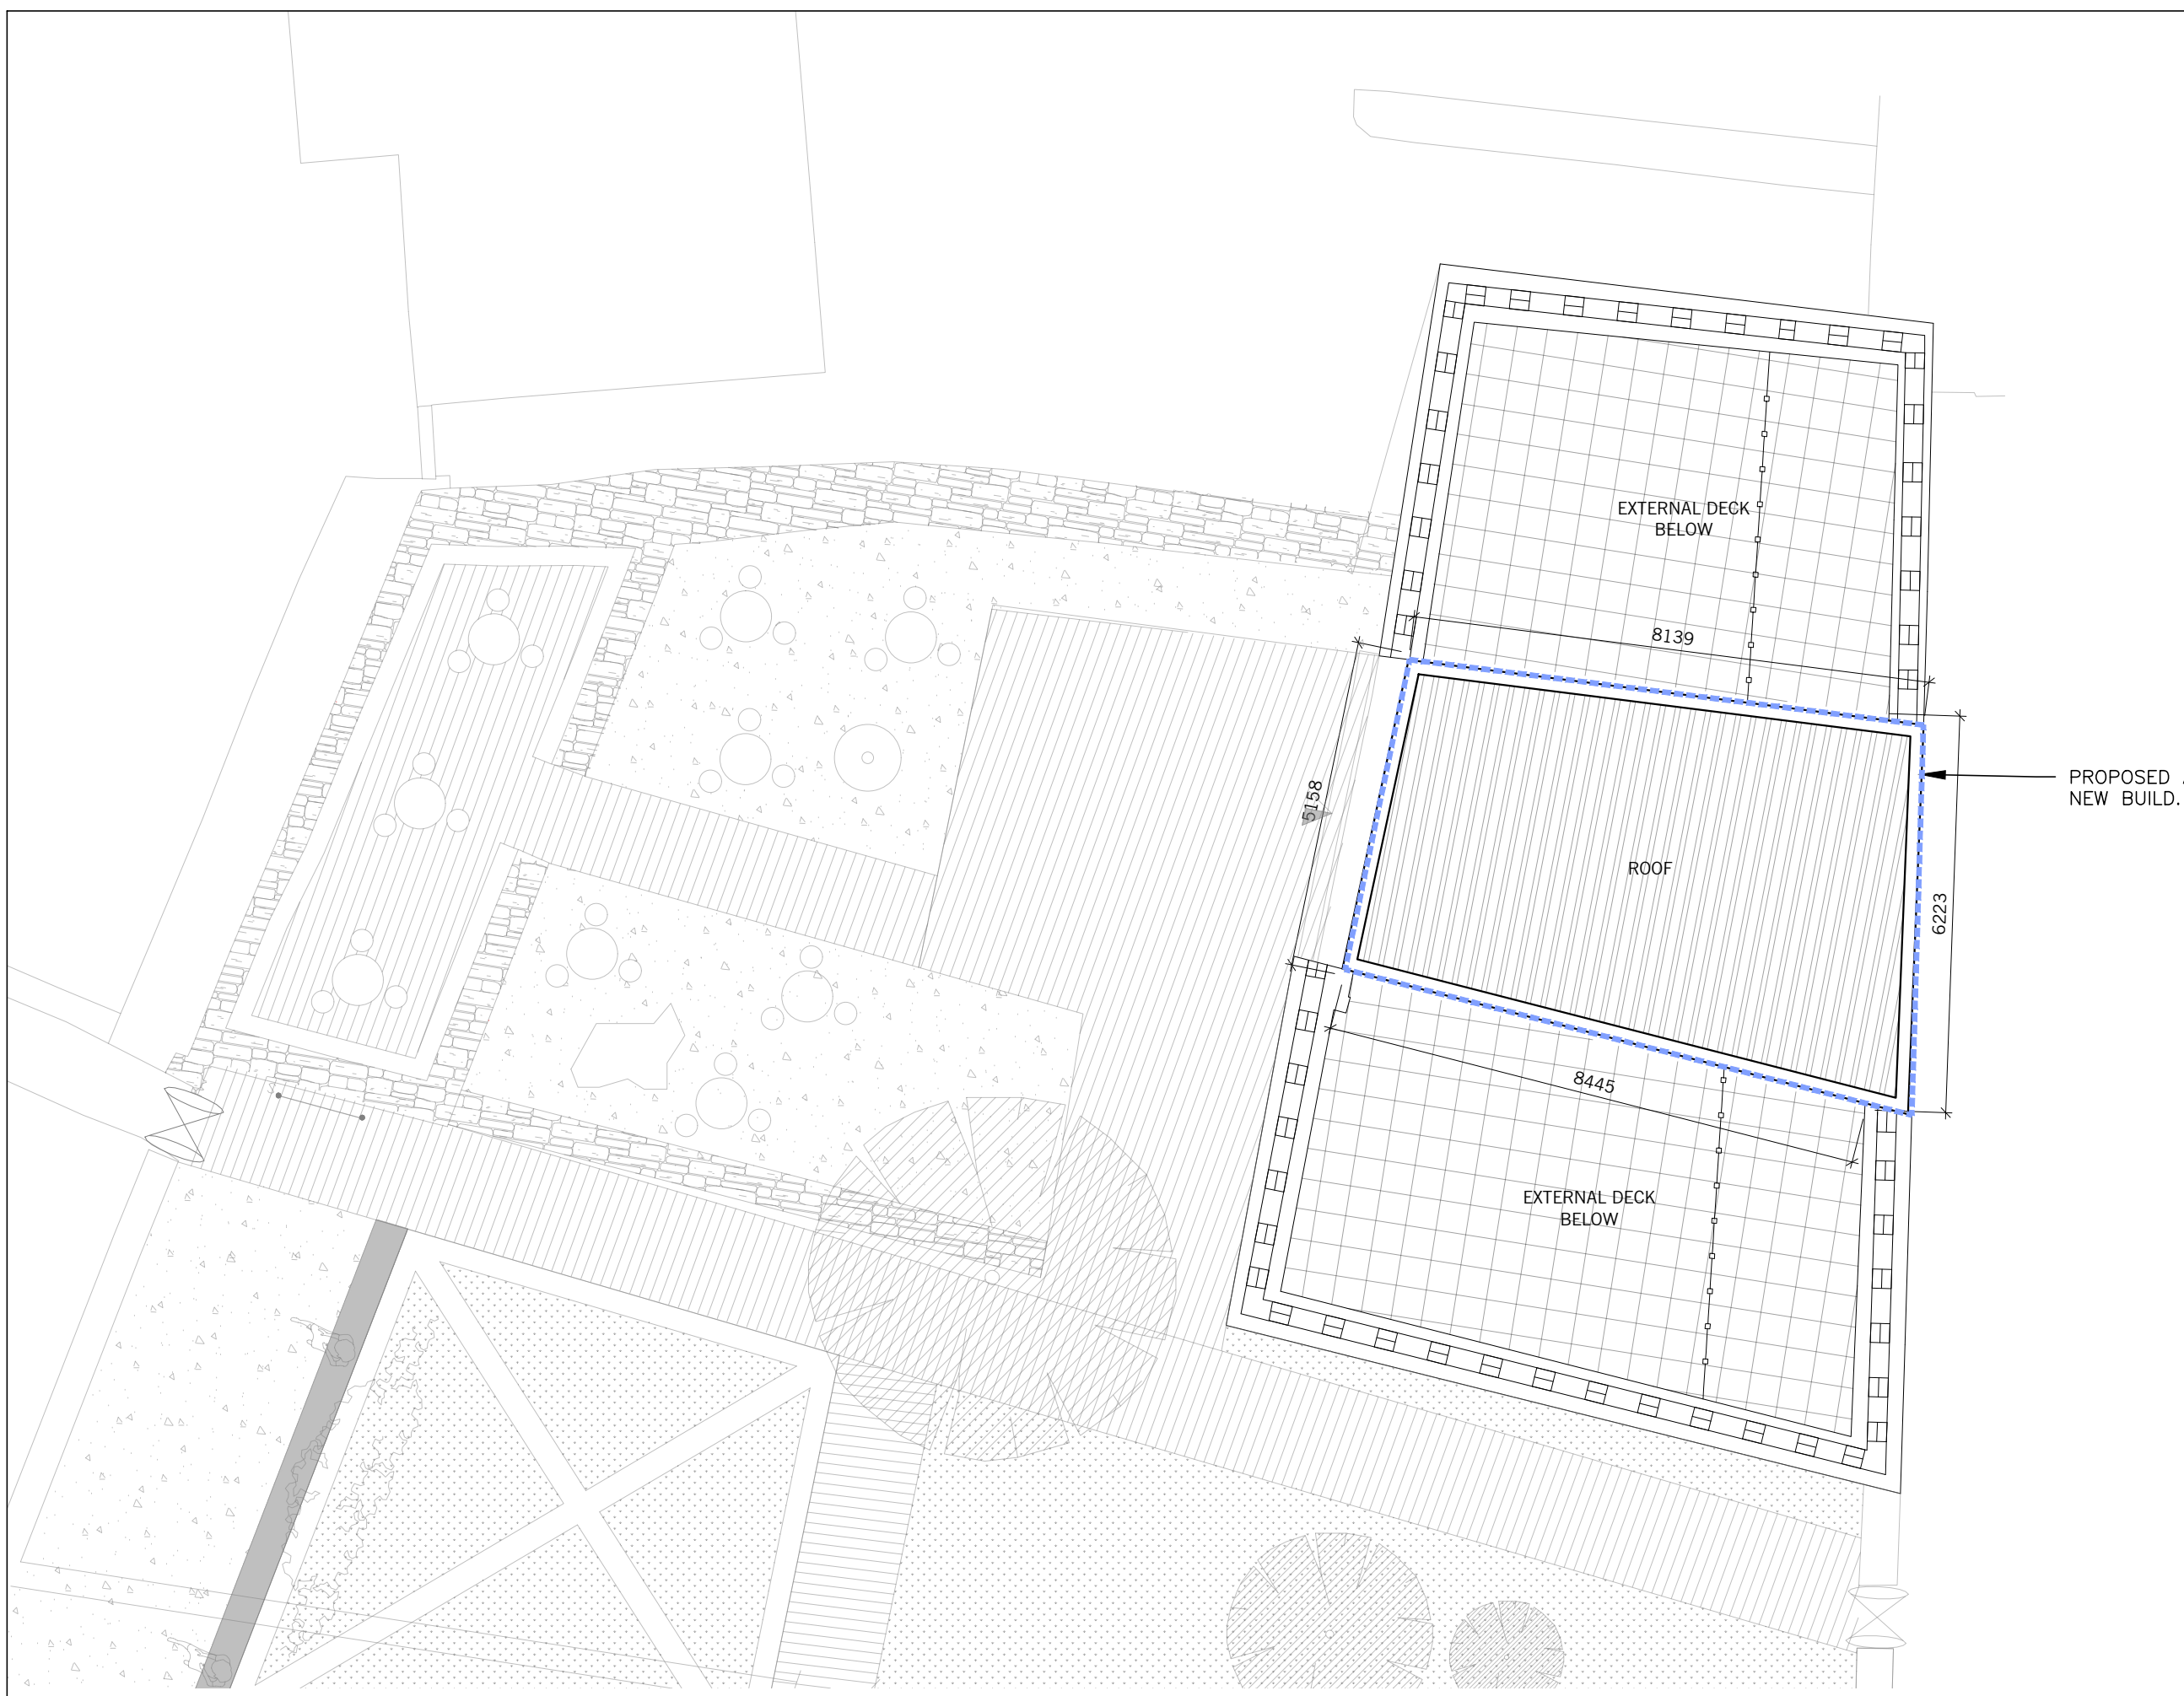 EXTERNAL DECK
BELOW
8139
PROPOSED
NEW BUILD.
5158
ROOF
6223
8445
EXTERNAL DECK
BELOW